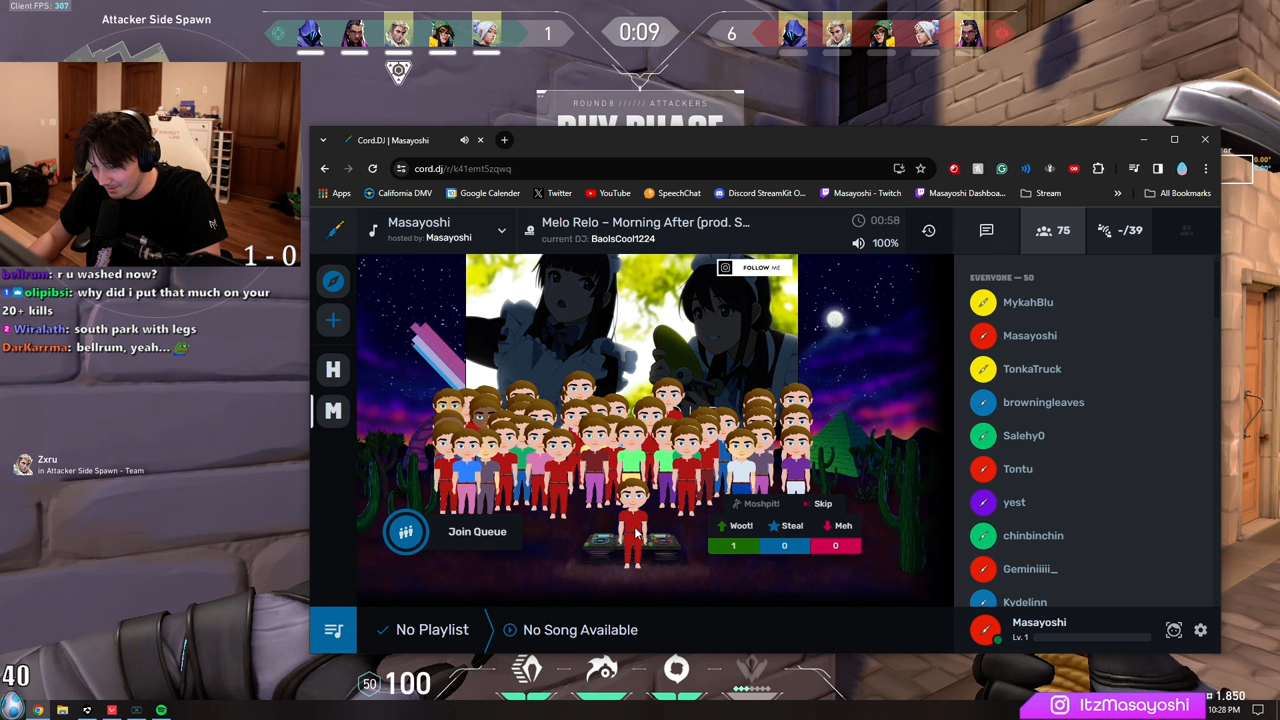 Client FPS: 307
Attacker Side Spawn
1
0:09
6
ROUND 8 ////// ATTACKERS
BUY PHASE
1 - 0
bellrum: r u washed now?
1 olipibsi: why did i put that much on your
20+ kills
2 Wiralath: south park with legs
DarKarrma: bellrum, yeah...
Zxru
in Attacker Side Spawn - Team
Cord.DJ | Masayoshi
cord.dj/r/k41emt5zqwq
Apps
California DMV
Google Calender
Twitter
YouTube
SpeechChat
Discord StreamKit O...
Masayoshi - Twitch
Masayoshi Dashboa...
Stream
»
All Bookmarks
Masayoshi
hosted by: Masayoshi
Melo Relo – Morning After (prod. S...
current DJ: BaolsCool1224
00:58
100%
75
-/39
FOLLOW ME
H
M
Join Queue
Moshpit!
Skip
Woot!
Steal
Meh
1
0
0
EVERYONE — 50
MykahBlu
Masayoshi
TonkaTruck
browningleaves
Salehy0
Tontu
yest
chinbinchin
Geminiiiii_
Kydelinn
No Playlist
No Song Available
Masayoshi
Lv. 1
40
50
100
1,850
ItzMasayoshi
10:28 PM